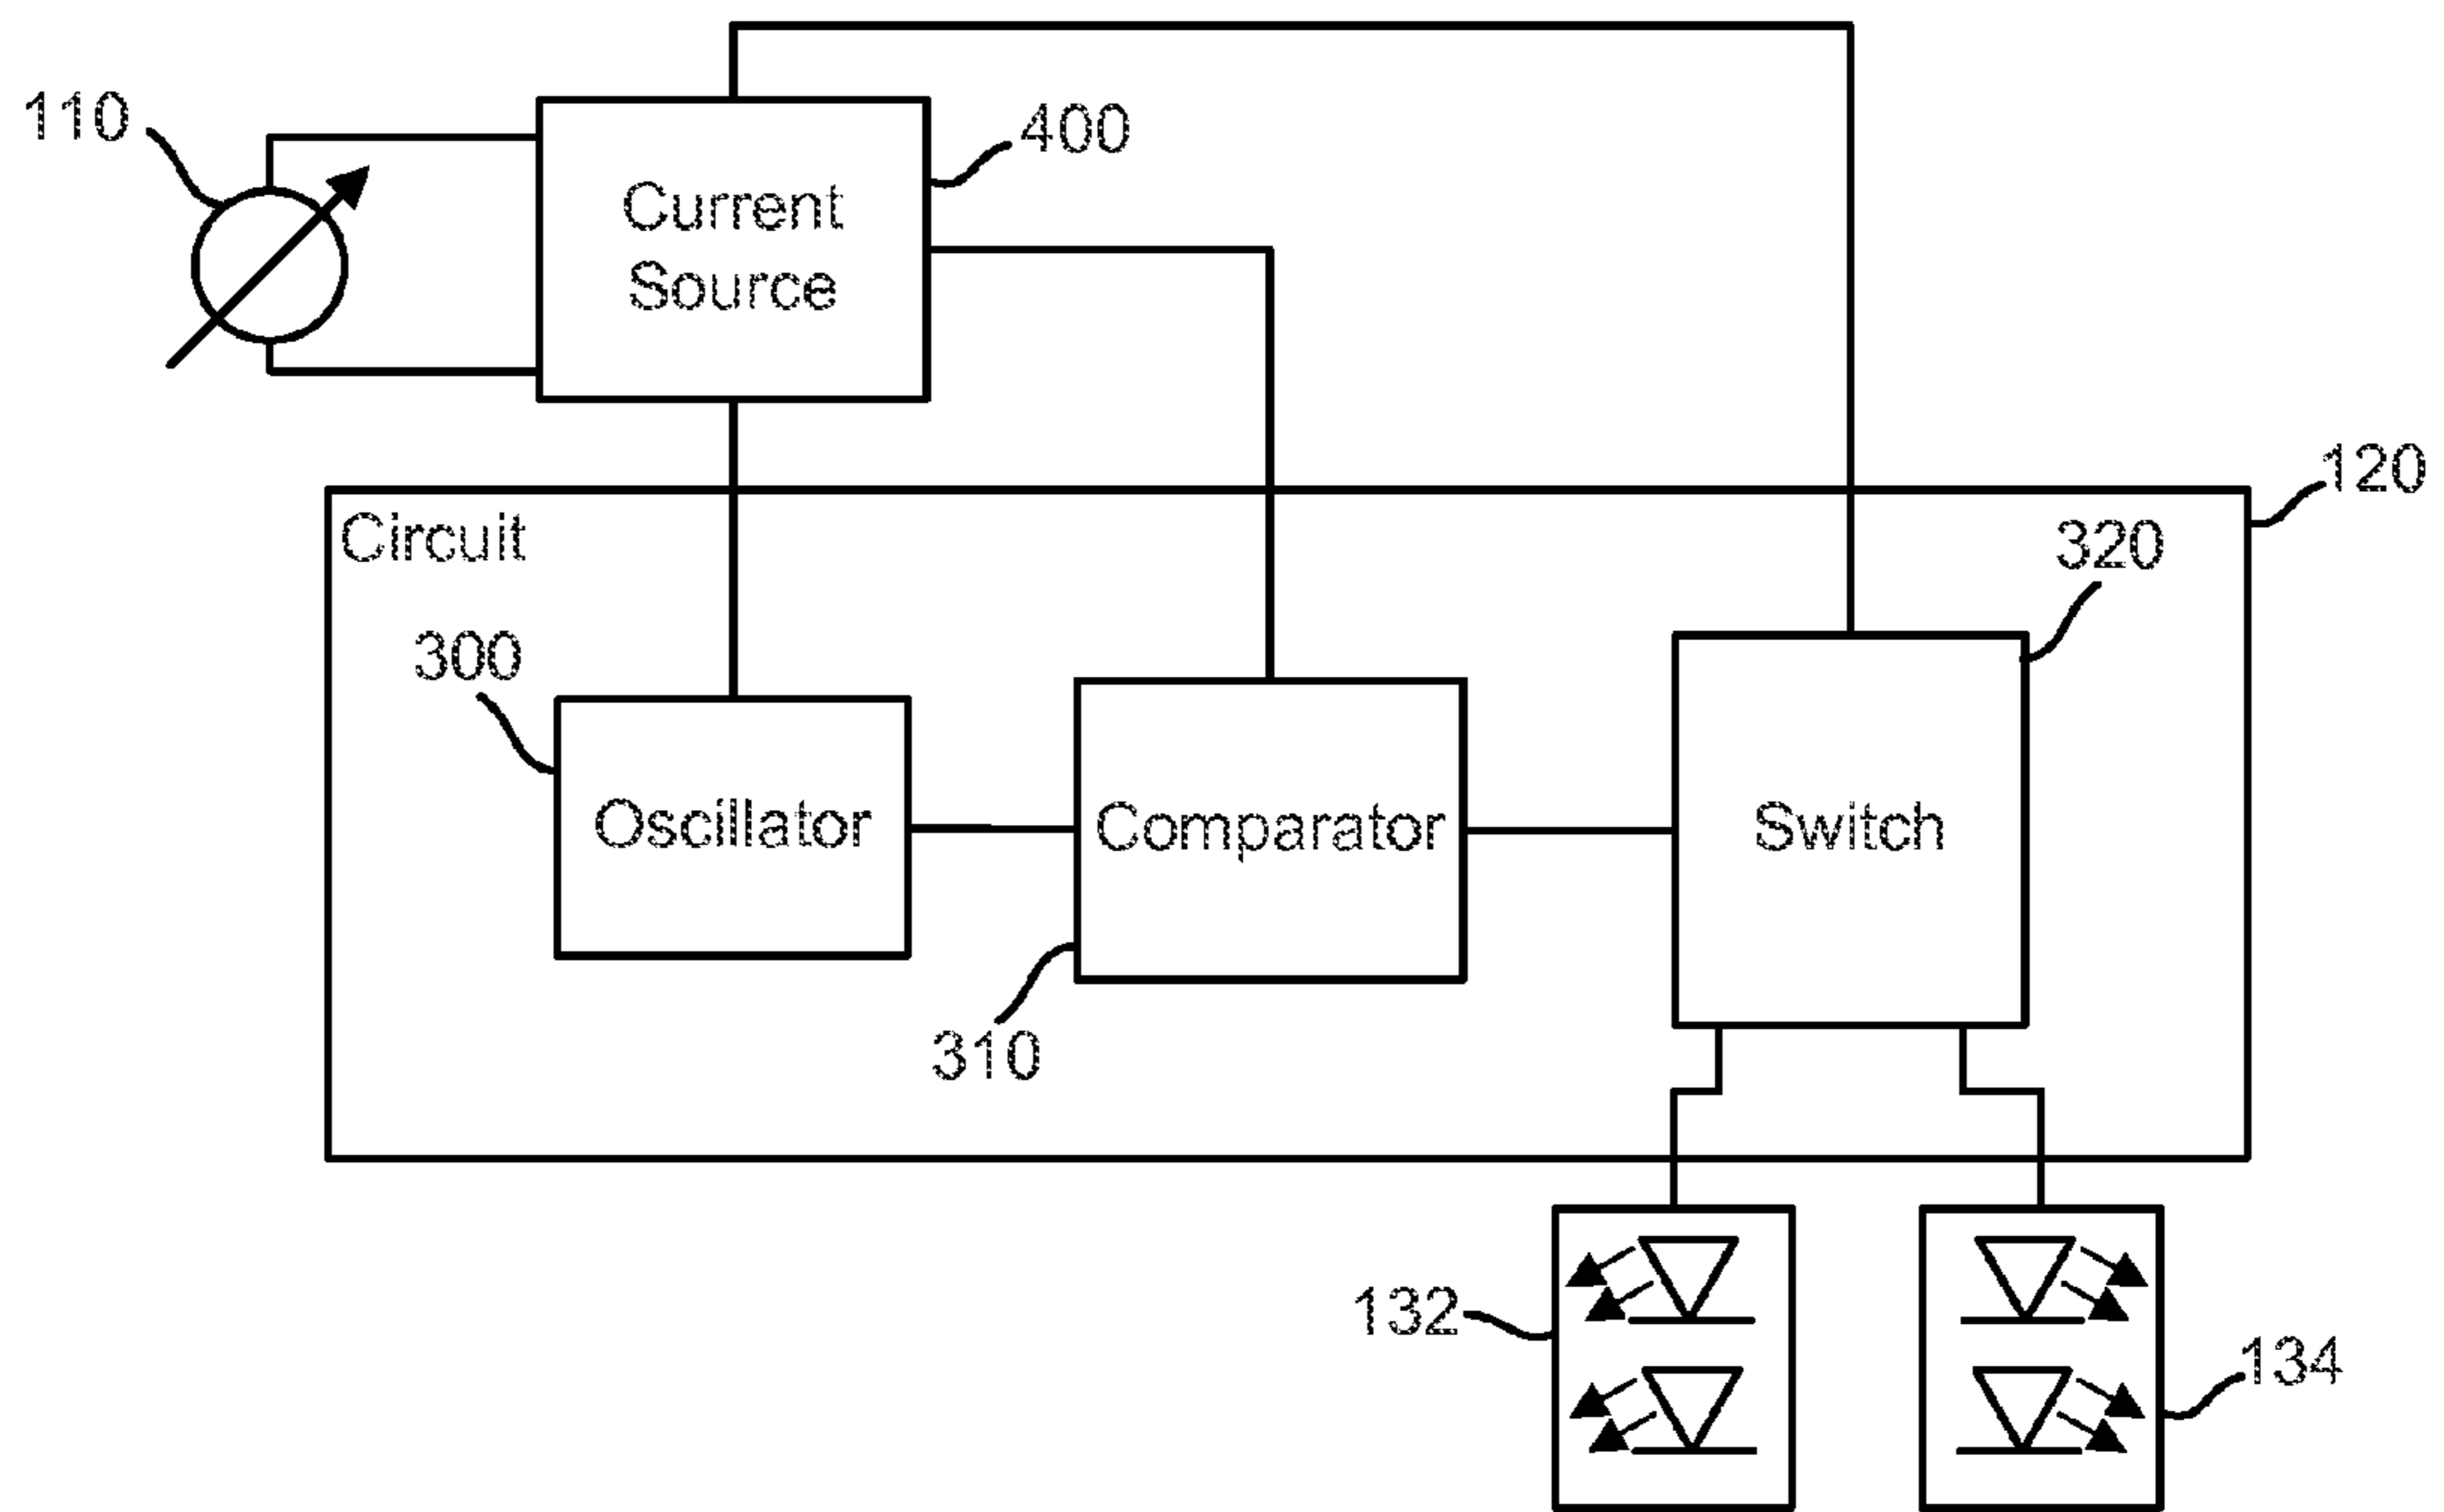 110
400
Current
Source
120
Circuit
320
300
Oscillator
Comparator
Switch
310
132
134